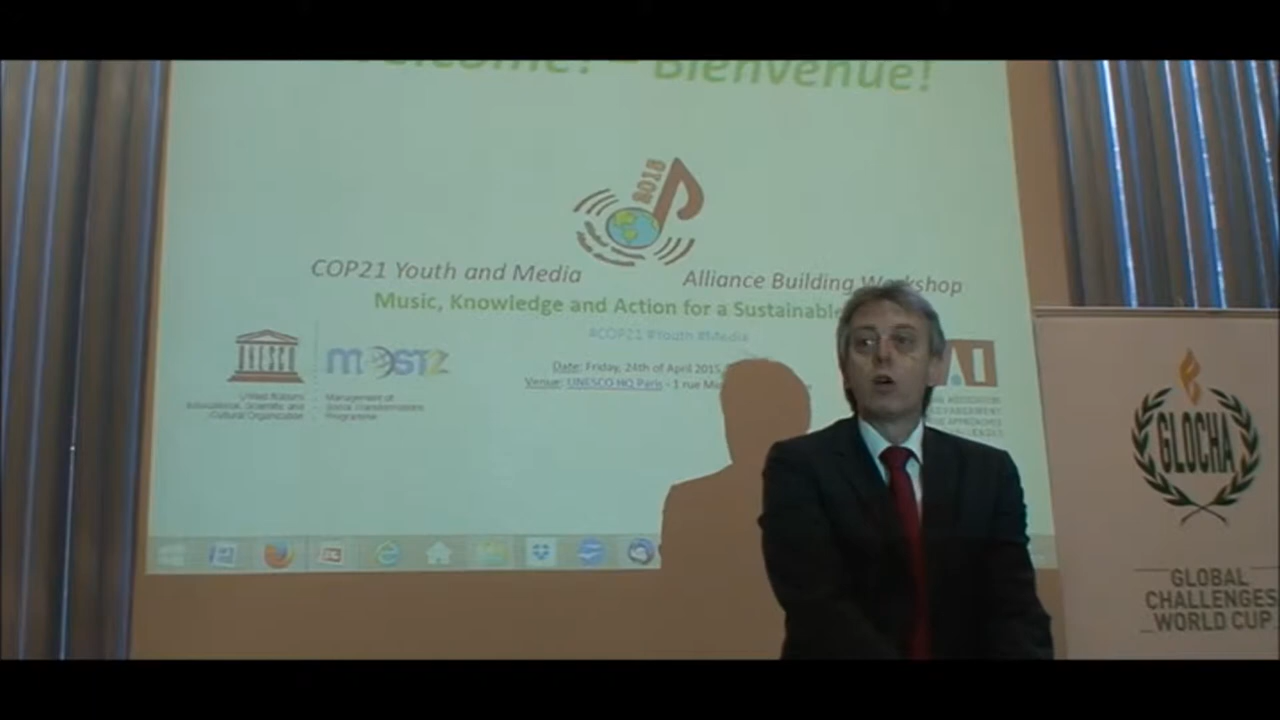 Bienvenue!
2015
COP21 Youth and Media
Alliance Building Workshop
Music, Knowledge and Action for a Sustainable
#COP21 #Youth #Media
Date: Friday, 24th of April 2015,
Venue: UNESCO HQ Paris - 1 rue
UNESCO
MOST2
United Nations
Educational, Scientific and
Cultural Organization
Management of
Social Transformations
Programme
GLOCHA
GLOBAL
CHALLENGES
WORLD CUP